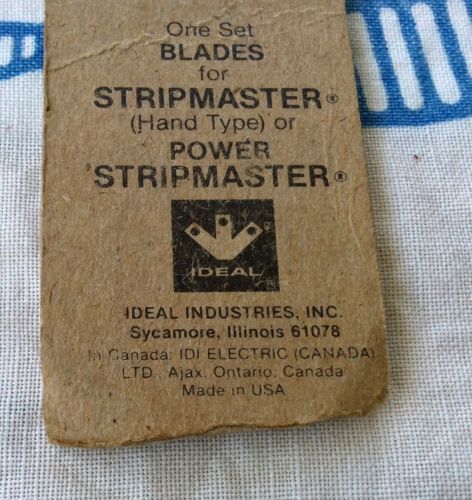 One Set
BLADES
for
STRIPMASTER®
(Hand Type) or
POWER
STRIPMASTER®
IDEAL®
IDEAL INDUSTRIES, INC.
Sycamore, Illinois 61078
In Canada: IDI ELECTRIC (CANADA)
LTD., Ajax, Ontario, Canada
Made in USA